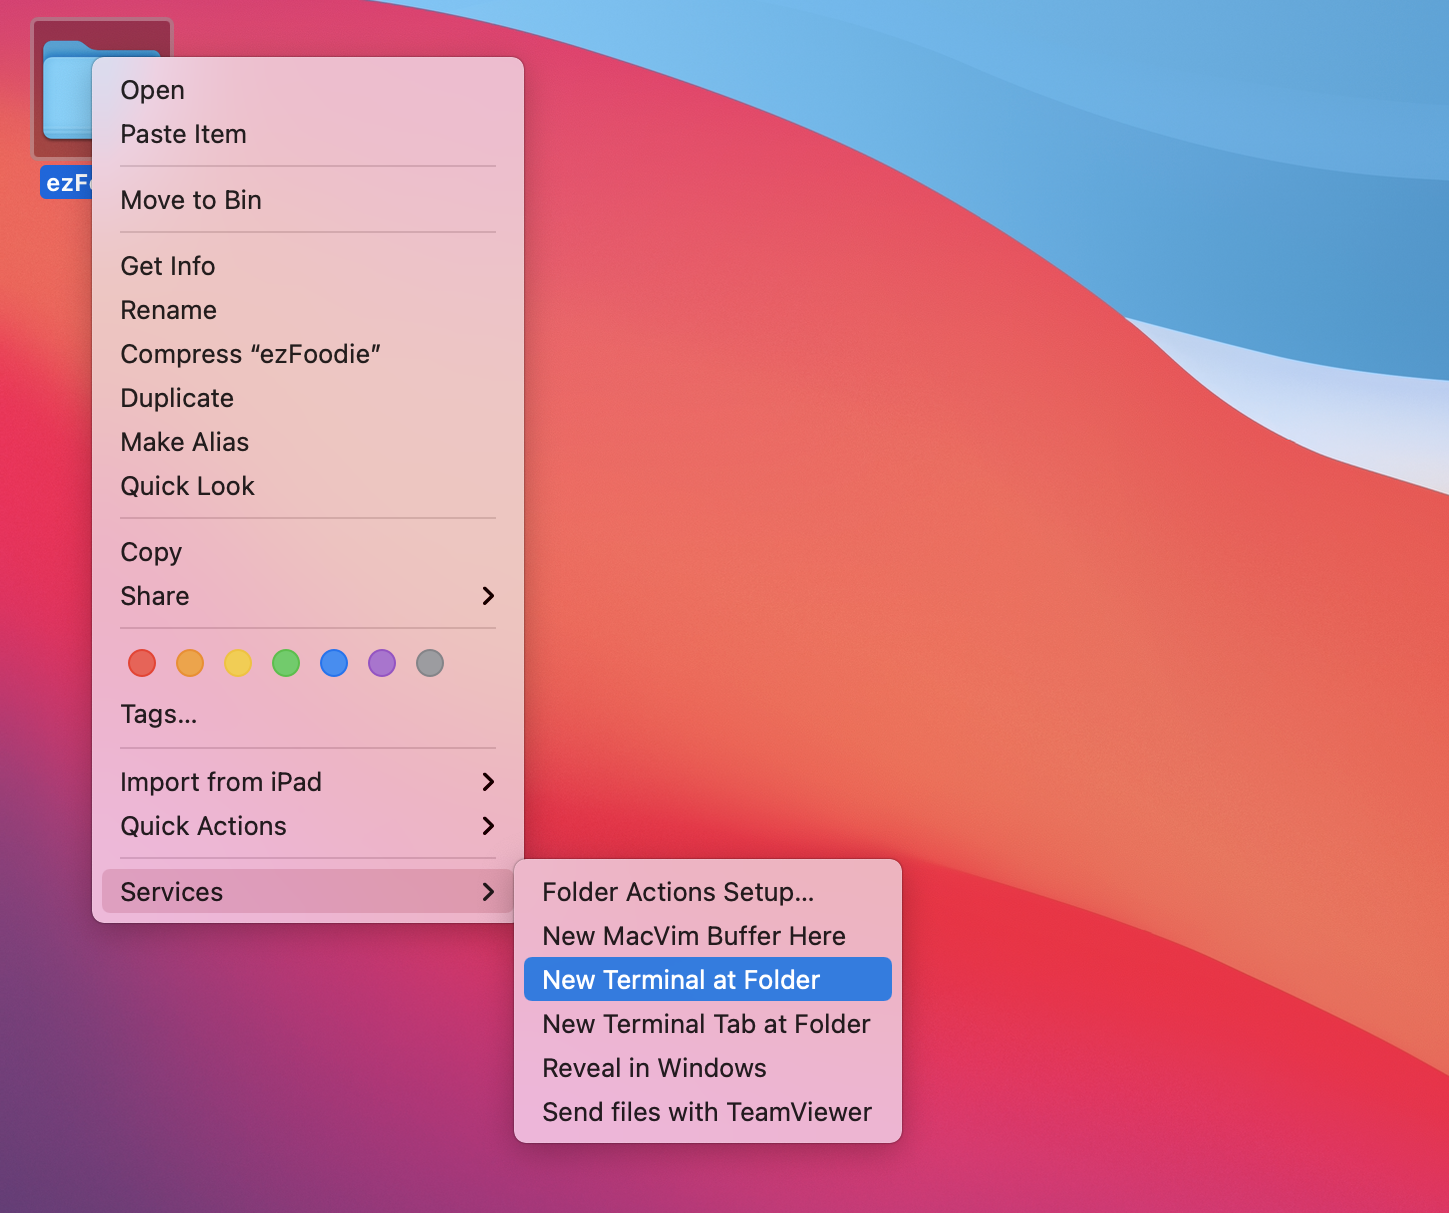 Open
Paste Item
ezF
Move to Bin
Get Info
Rename
Compress “ezFoodie”
Duplicate
Make Alias
Quick Look
Copy
Share
Tags...
Import from iPad
Quick Actions
Services
Folder Actions Setup...
New MacVim Buffer Here
New Terminal at Folder
New Terminal Tab at Folder
Reveal in Windows
Send files with TeamViewer